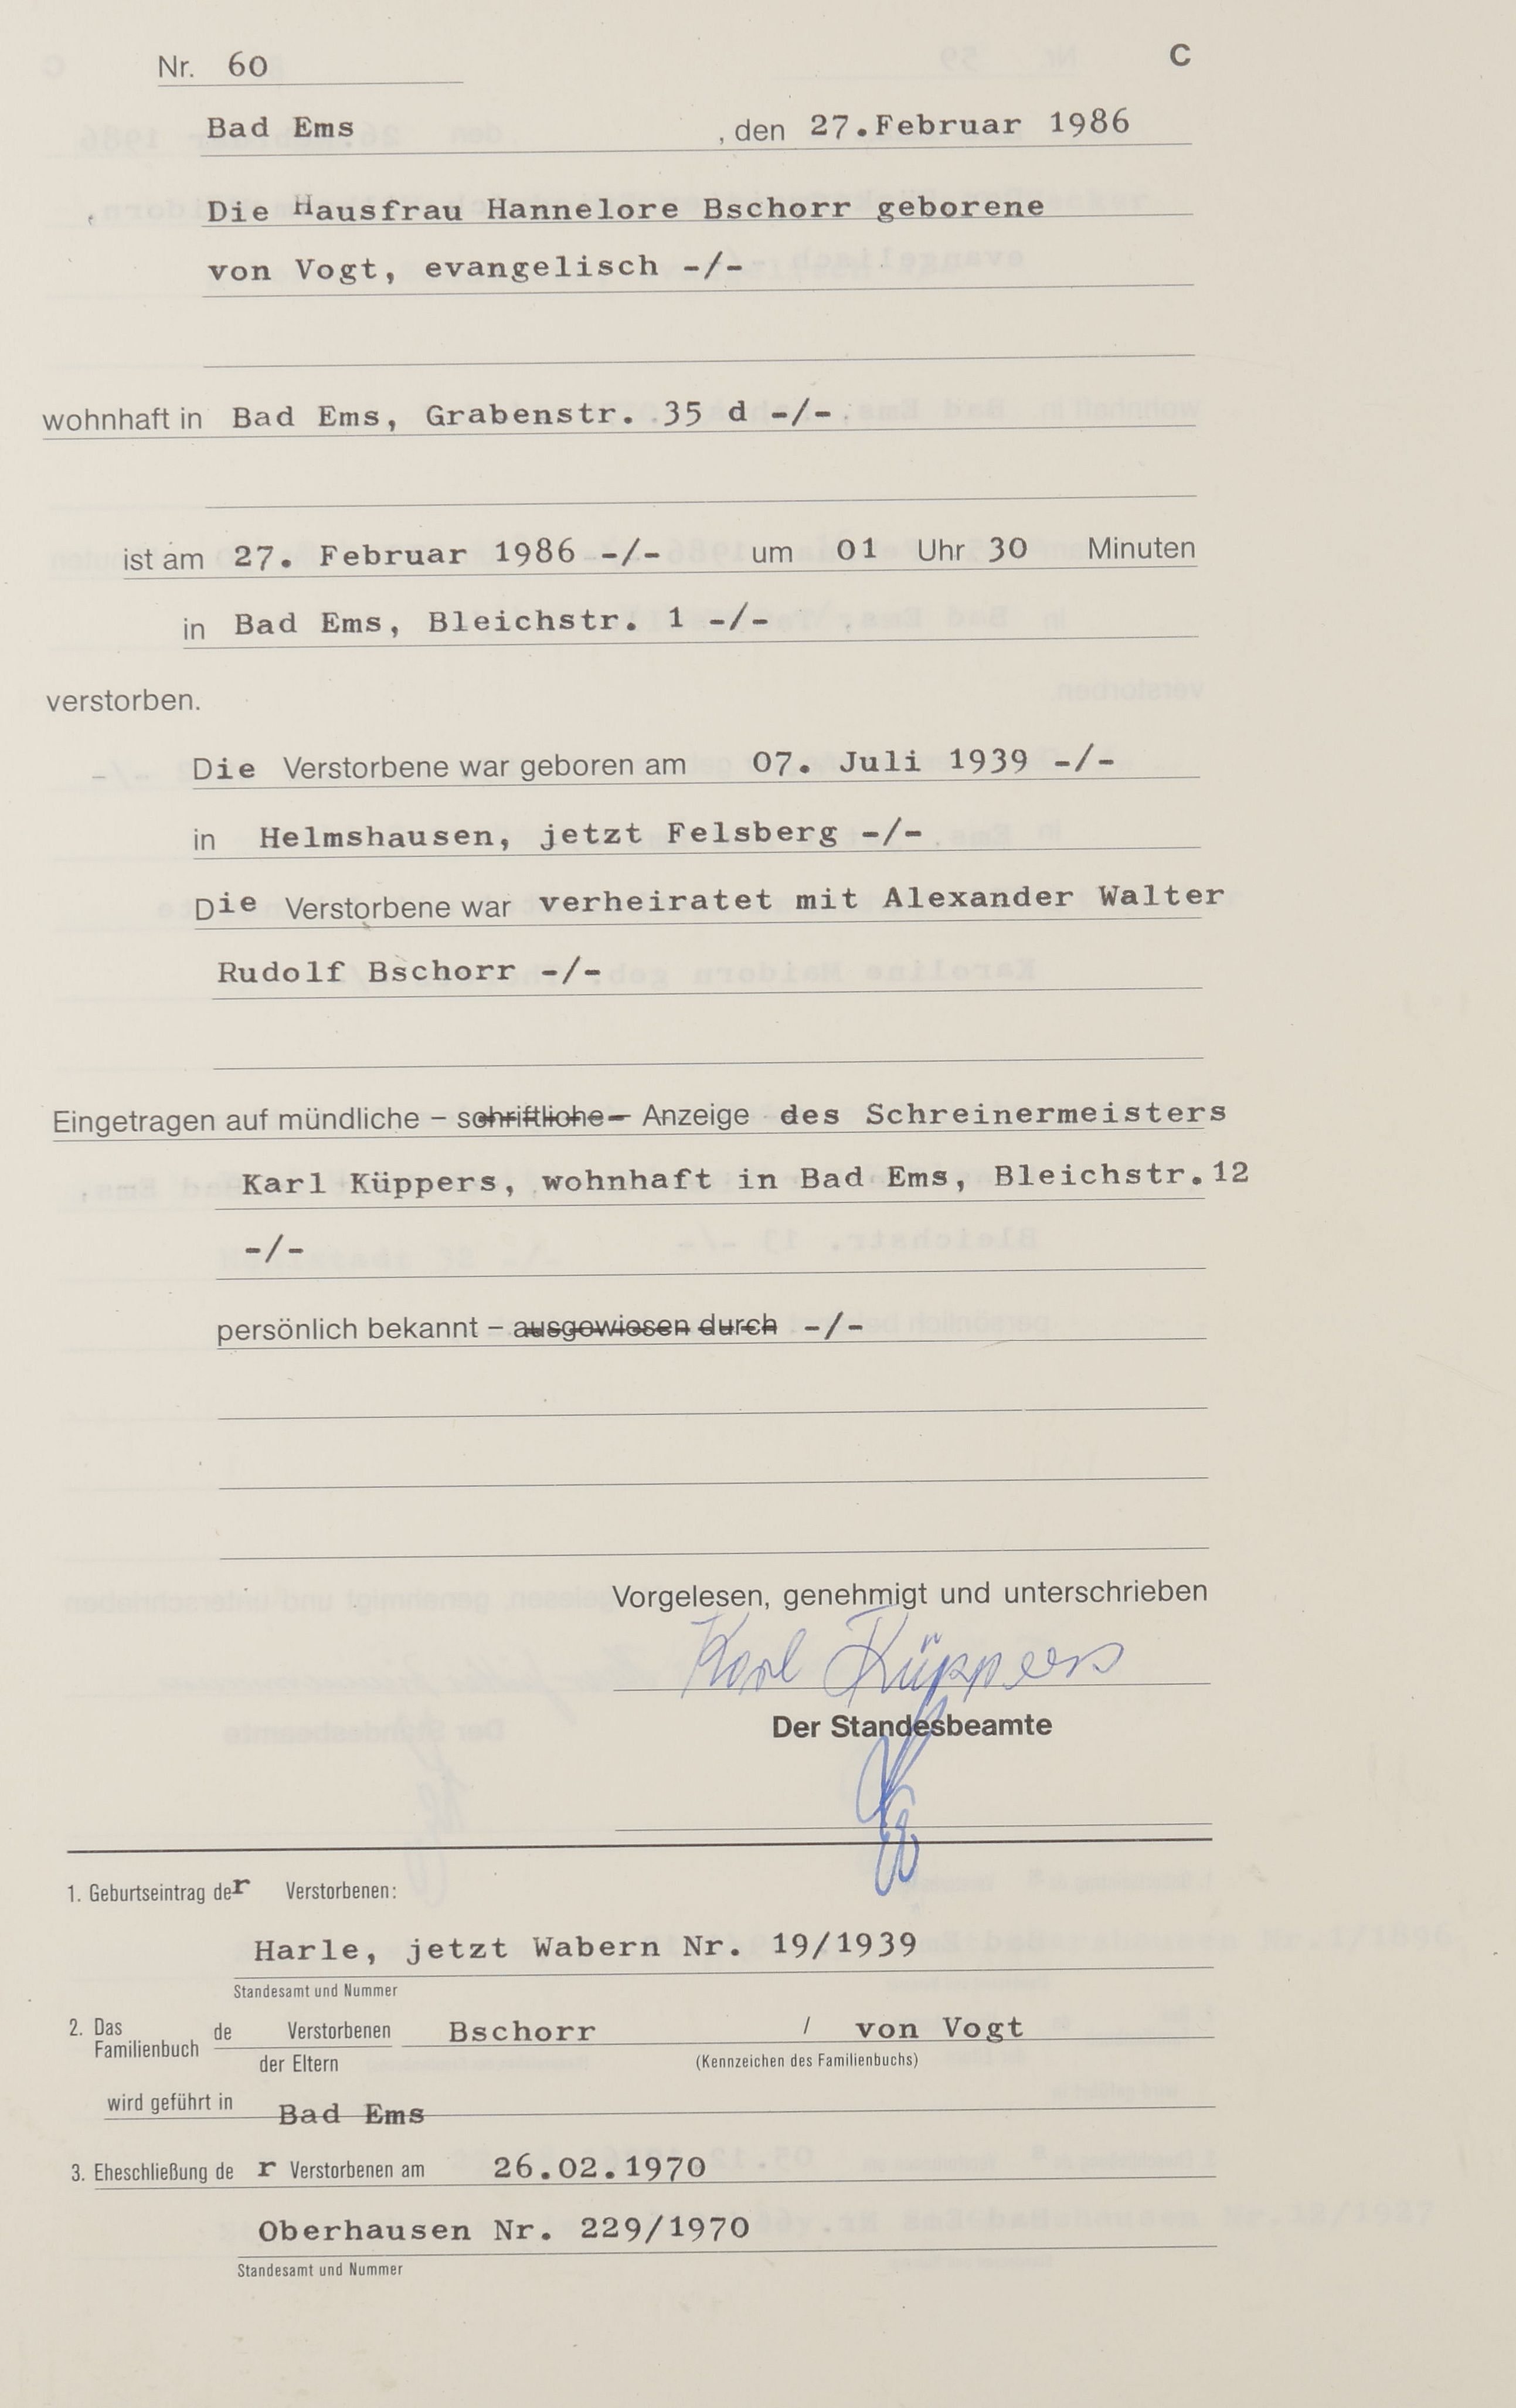 Nr. 60
C
Bad Ems , den 27.Februar 1986
Die Hausfrau Hannelore Bschorr geborene
von Vogt, evangelisch -/-
wohnhaft in Bad Ems, Grabenstr. 35 d -/-
ist am 27. Februar 1986 -/- um 01 Uhr 30 Minuten
in Bad Ems, Bleichstr. 1 -/-
verstorben.
Die Verstorbene war geboren am 07. Juli 1939 -/-
in Helmshausen, jetzt Felsberg -/-
Die Verstorbene war verheiratet mit Alexander Walter
Rudolf Bschorr -/-
Eingetragen auf mündliche – schriftliche – Anzeige des Schreinermeisters
Karl Küppers, wohnhaft in Bad Ems, Bleichstr.12
-/-
persönlich bekannt – ausgewiesen durch -/-
Vorgelesen, genehmigt und unterschrieben
Karl Küppers
Der Standesbeamte
1. Geburtseintrag der Verstorbenen:
Harle, jetzt Wabern Nr. 19/1939
Standesamt und Nummer
2. Das Familienbuch de Verstorbenen Bschorr / von Vogt
der Eltern (Kennzeichen des Familienbuchs)
wird geführt in Bad Ems
3. Eheschließung de r Verstorbenen am 26.02.1970
Oberhausen Nr. 229/1970
Standesamt und Nummer